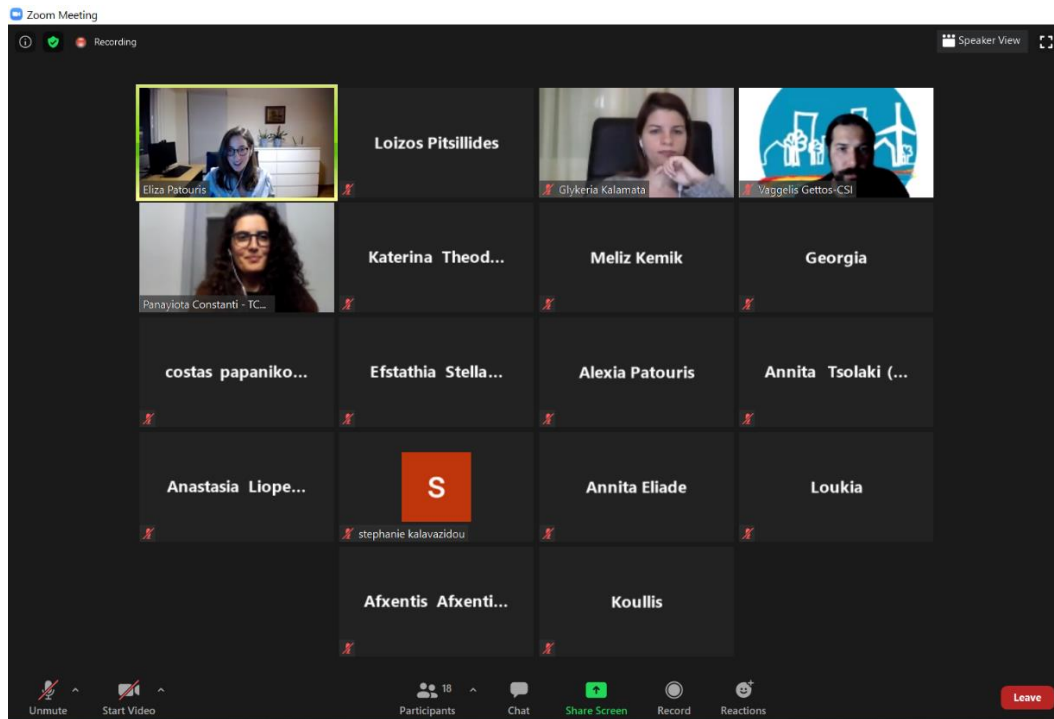 Zoom Meeting
Recording
Speaker View
Eliza Patouris
Loizos Pitsillides
Glykeria Kalamata
Vaggelis Gettos-CSI
Panayiota Constanti - TC...
Katerina Theod...
Meliz Kemik
Georgia
costas papaniko...
Efstathia Stella...
Alexia Patouris
Annita Tsolaki (...
Anastasia Liope...
S
stephanie kalavazidou
Annita Eliade
Loukia
Afxentis Afxenti...
Koullis
Unmute
Start Video
18
Participants
Chat
Share Screen
Record
Reactions
Leave